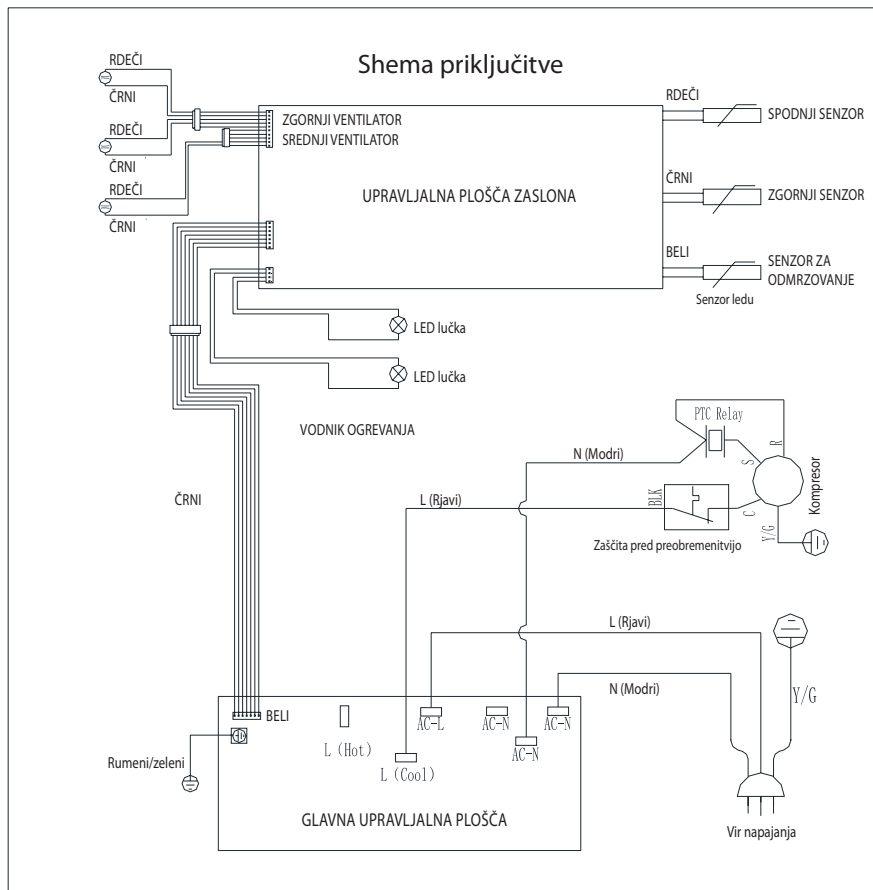 Shema priključitve
RDEČI
ČRNI
RDEČI
ČRNI
RDEČI
ČRNI
ZGORNJI VENTILATOR
SREDNJI VENTILATOR
UPRAVLJALNA PLOŠČA ZASLONA
RDEČI
SPODNJI SENZOR
ČRNI
ZGORNJI SENZOR
BELI
SENZOR ZA
ODMRZOVANJE
Senzor ledu
LED lučka
LED lučka
VODNIK OGREVANJA
PTC Relay
R
S
N (Modri)
Kompresor
ČRNI
L (Rjavi)
BLK
C
Y/G
Zaščita pred preobremenitvijo
L (Rjavi)
N (Modri)
Y/G
BELI
AC-L
AC-N
AC-N
Rumeni/zeleni
L (Hot)
AC-N
L (Cool)
GLAVNA UPRAVLJALNA PLOŠČA
Vir napajanja